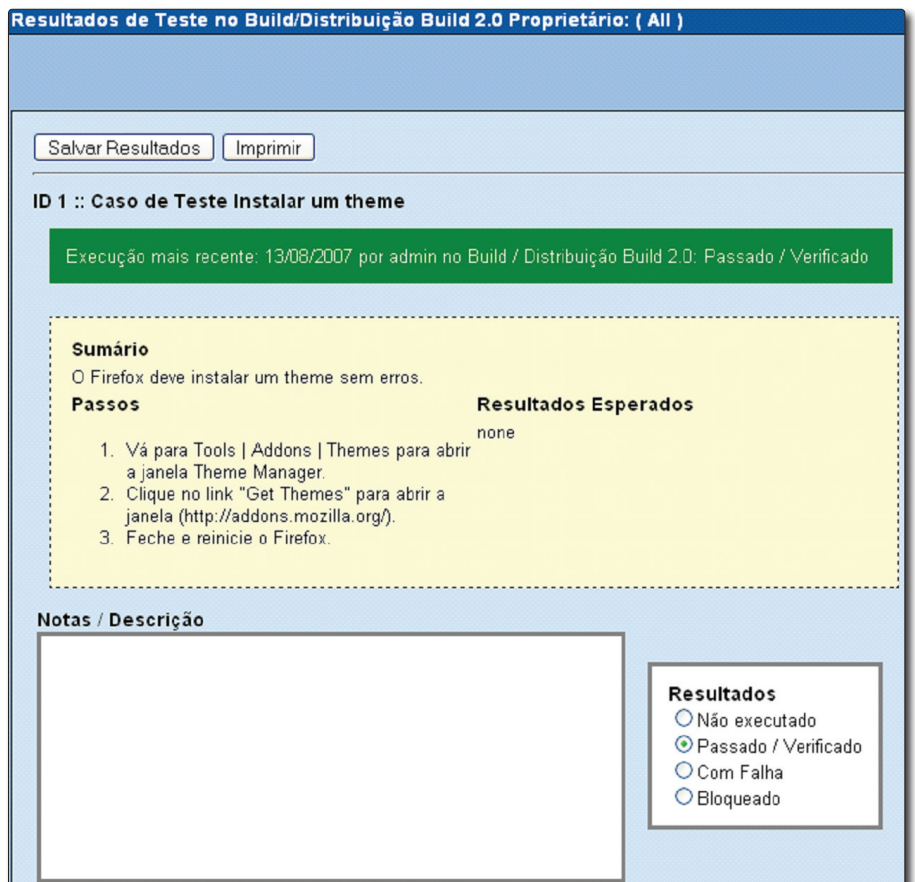 Resultados de Teste no Build/Distribuição Build 2.0 Proprietário: ( All )
Salvar Resultados
Imprimir
ID 1 :: Caso de Teste Instalar um theme
Execução mais recente: 13/08/2007 por admin no Build / Distribuição Build 2.0: Passado / Verificado
Sumário
O Firefox deve instalar um theme sem erros.
Passos
1. Vá para Tools | Addons | Themes para abrir
a janela Theme Manager.
2. Clique no link "Get Themes" para abrir a
janela (http://addons.mozilla.org/).
3. Feche e reinicie o Firefox.
Resultados Esperados
none
Notas / Descrição
Resultados
Não executado
Passado / Verificado
Com Falha
Bloqueado